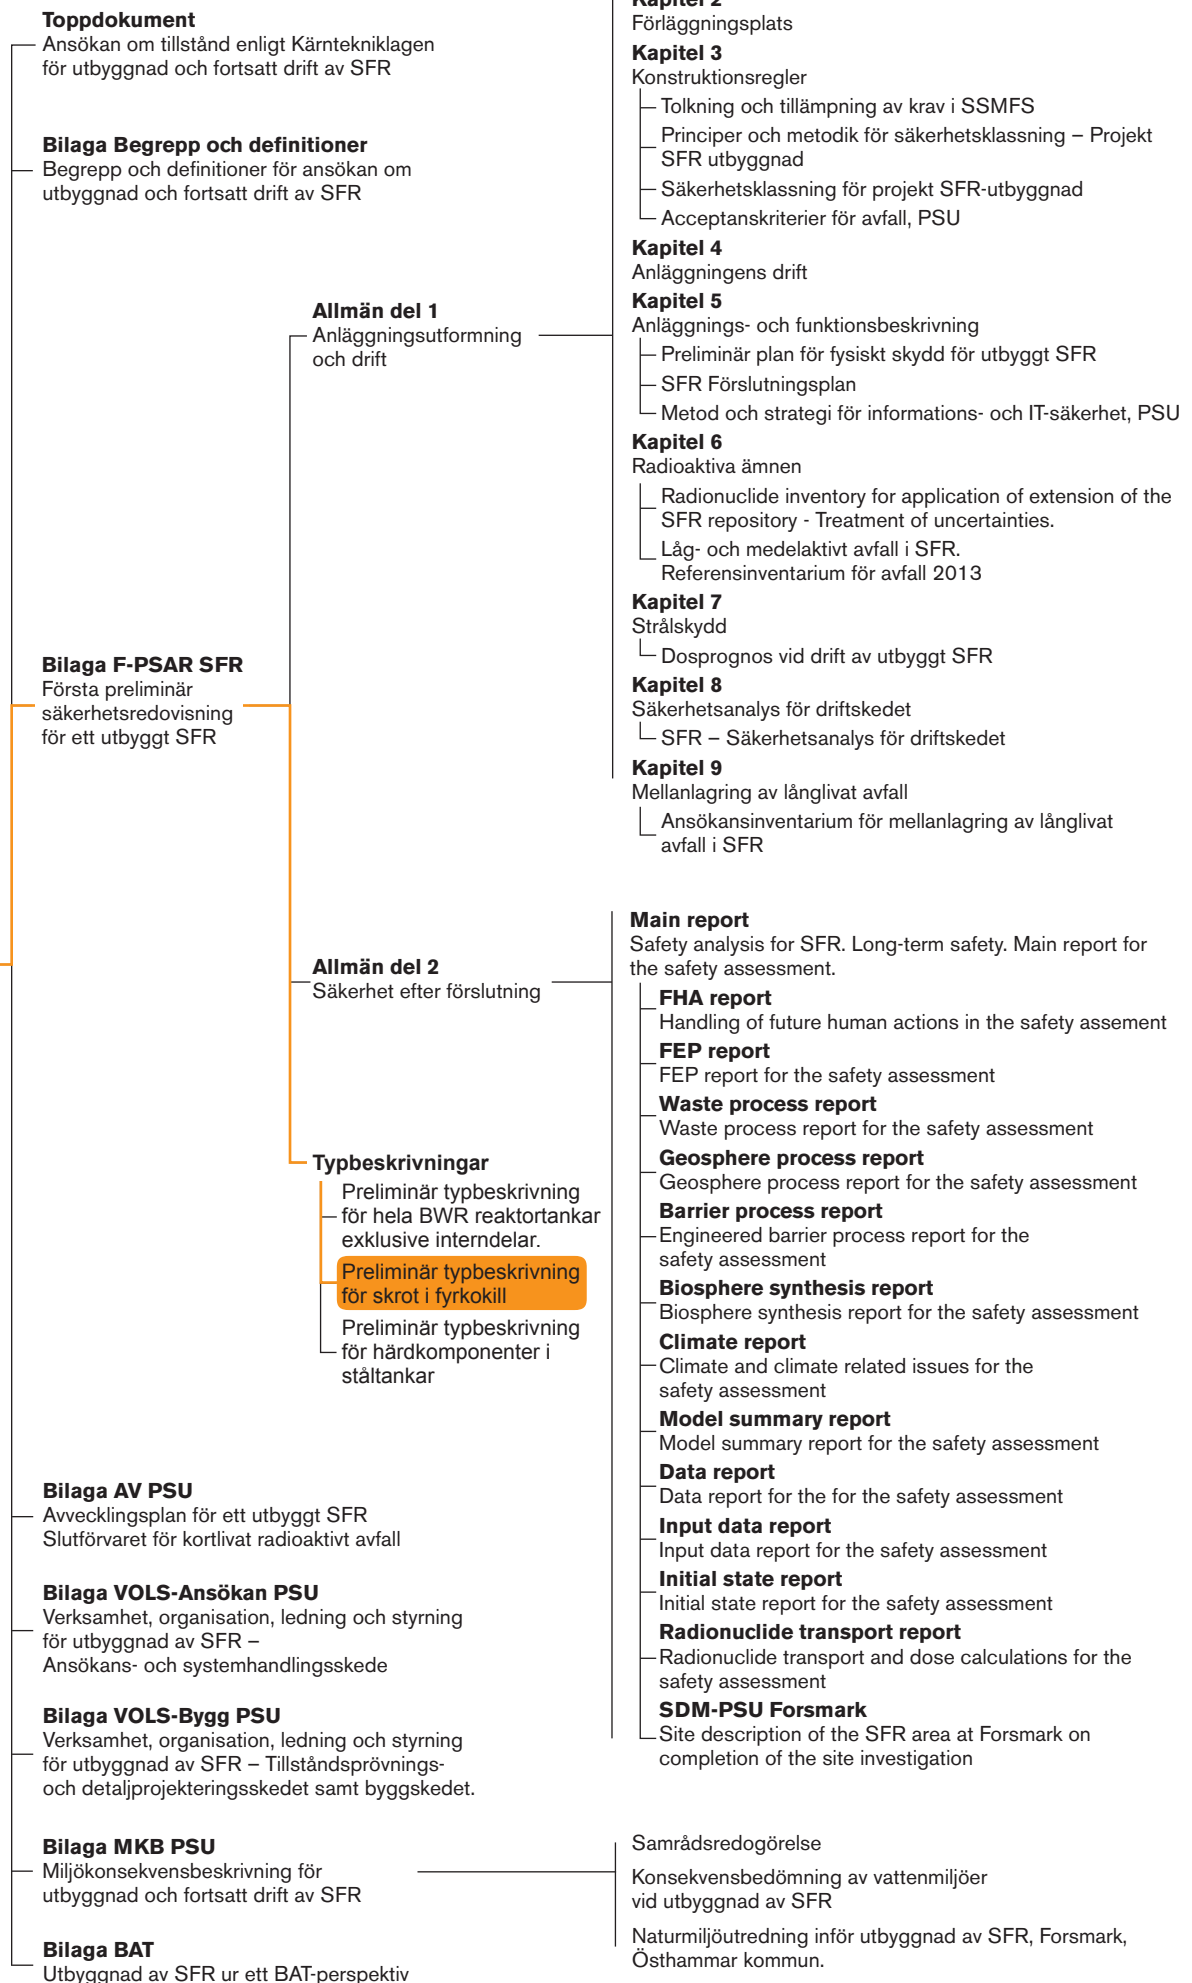 Toppdokument
Ansökan om tillstånd enligt Kärntekniklagen
för utbyggnad och fortsatt drift av SFR
Bilaga Begrepp och definitioner
Begrepp och definitioner för ansökan om
utbyggnad och fortsatt drift av SFR
Bilaga F-PSAR SFR
Första preliminär
säkerhetsredovisning
för ett utbyggt SFR
Allmän del 1
Anläggningsutformning
och drift
Kapitel 2
Förläggningsplats
Kapitel 3
Konstruktionsregler
Tolkning och tillämpning av krav i SSMFS
Principer och metodik för säkerhetsklassning – Projekt
SFR utbyggnad
Säkerhetsklassning för projekt SFR-utbyggnad
Acceptanskriterier för avfall, PSU
Kapitel 4
Anläggningens drift
Kapitel 5
Anläggnings- och funktionsbeskrivning
Preliminär plan för fysiskt skydd för utbyggt SFR
SFR Förslutningsplan
Metod och strategi för informations- och IT-säkerhet, PSU
Kapitel 6
Radioaktiva ämnen
Radionuclide inventory for application of extension of the
SFR repository - Treatment of uncertainties.
Låg- och medelaktivt avfall i SFR.
Referensinventarium för avfall 2013
Kapitel 7
Strålskydd
Dosprognos vid drift av utbyggt SFR
Kapitel 8
Säkerhetsanalys för driftskedet
SFR – Säkerhetsanalys för driftskedet
Kapitel 9
Mellanlagring av långlivat avfall
Ansökansinventarium för mellanlagring av långlivat
avfall i SFR
Allmän del 2
Säkerhet efter förslutning
Main report
Safety analysis for SFR. Long-term safety. Main report for
the safety assessment.
FHA report
Handling of future human actions in the safety assement
FEP report
FEP report for the safety assessment
Waste process report
Waste process report for the safety assessment
Geosphere process report
Geosphere process report for the safety assessment
Barrier process report
Engineered barrier process report for the
safety assessment
Biosphere synthesis report
Biosphere synthesis report for the safety assessment
Climate report
Climate and climate related issues for the
safety assessment
Model summary report
Model summary report for the safety assessment
Data report
Data report for the for the safety assessment
Input data report
Input data report for the safety assessment
Initial state report
Initial state report for the safety assessment
Radionuclide transport report
Radionuclide transport and dose calculations for the
safety assessment
SDM-PSU Forsmark
Site description of the SFR area at Forsmark on
completion of the site investigation
Typbeskrivningar
Preliminär typbeskrivning
för hela BWR reaktortankar
exklusive interndelar.
Preliminär typbeskrivning
för skrot i fyrkokill
Preliminär typbeskrivning
för härdkomponenter i
ståltankar
Bilaga AV PSU
Avvecklingsplan för ett utbyggt SFR
Slutförvaret för kortlivat radioaktivt avfall
Bilaga VOLS-Ansökan PSU
Verksamhet, organisation, ledning och styrning
för utbyggnad av SFR –
Ansökans- och systemhandlingsskede
Bilaga VOLS-Bygg PSU
Verksamhet, organisation, ledning och styrning
för utbyggnad av SFR – Tillståndsprövnings-
och detaljprojekteringsskedet samt byggskedet.
Bilaga MKB PSU
Miljökonsekvensbeskrivning för
utbyggnad och fortsatt drift av SFR
Samrådsredogörelse
Konsekvensbedömning av vattenmiljöer
vid utbyggnad av SFR
Naturmiljöutredning inför utbyggnad av SFR, Forsmark,
Östhammar kommun.
Bilaga BAT
Utbyggnad av SFR ur ett BAT-perspektiv